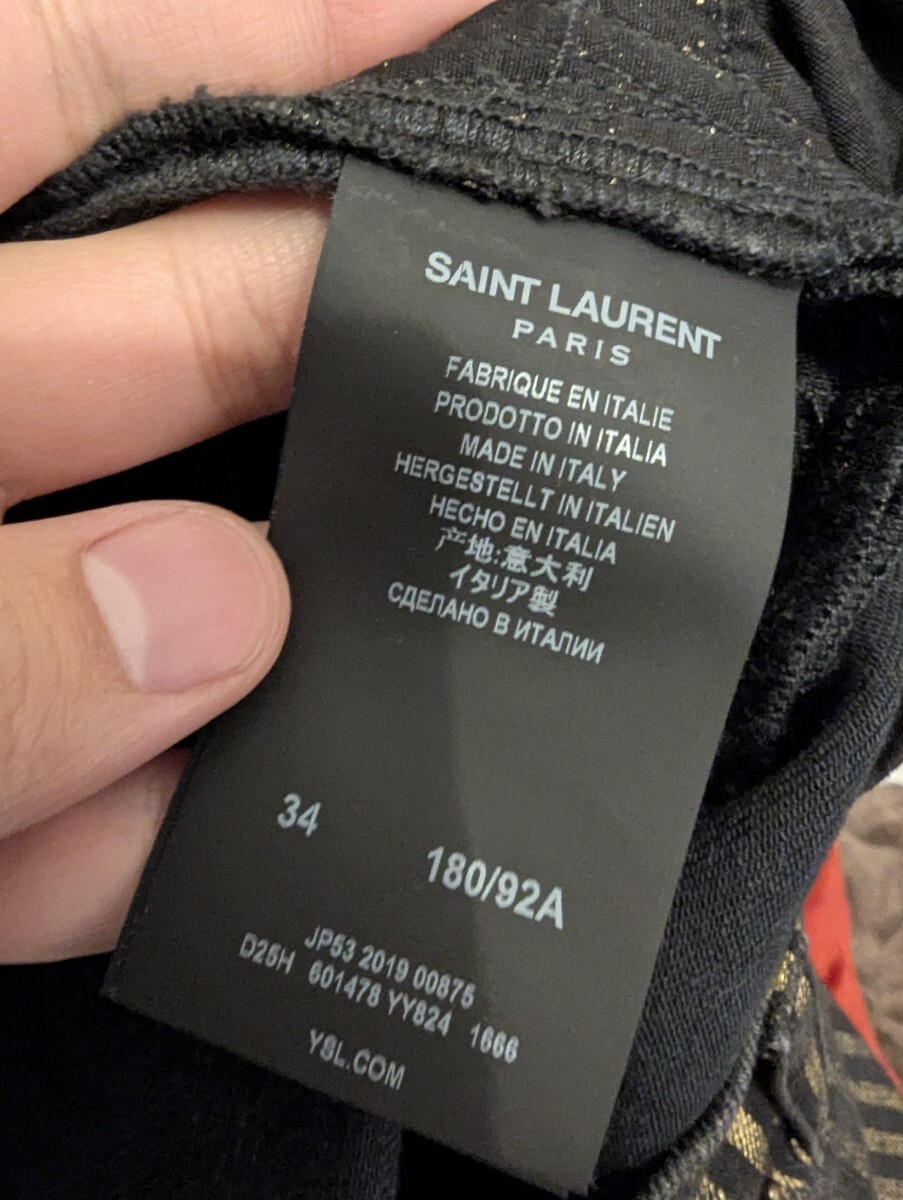 SAINT LAURENT
PARIS
FABRIQUE EN ITALIE
PRODOTTO IN ITALIA
MADE IN ITALY
HERGESTELLT IN ITALIEN
HECHO EN ITALIA
产地:意大利
イタリア製
СДЕЛАНО В ИТАЛИИ
34 180/92A
JP53 2019 00875
D25H 601478 YY824 1666
YSL.COM